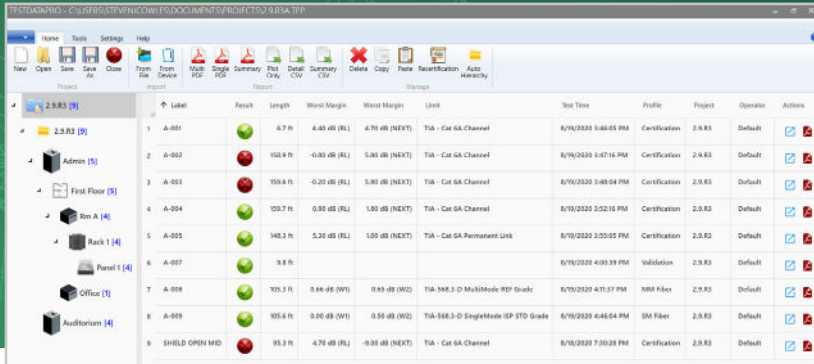 TESTDATAPRO - C:\USERS\STEVENJCOWLES\DOCUMENTS\PROJECTS\2.9.R3A.TPP
Home Tools Settings Help
New Open Save Save As Close From File From Device Multi PDF Single PDF Summary Plot Only Detail CSV Summary CSV Delete Copy Paste Recertification Auto Hierarchy
Project Import Report Manage
2.9.R3 [9]
2.9.R3 [9]
Admin [5]
First Floor [5]
Rm A [4]
Rack 1 [4]
Panel 1 [4]
Office [1]
Auditorium [4]
Label Result Length Worst Margin Worst Margin Limit Test Time Profile Project Operator Actions
1 A-001 6.7 ft 4.40 dB (RL) 4.70 dB (NEXT) TIA - Cat 6A Channel 8/19/2020 3:46:05 PM Certification 2.9.R3 Default
2 A-002 150.9 ft -0.80 dB (RL) 5.80 dB (NEXT) TIA - Cat 6A Channel 8/19/2020 3:47:16 PM Certification 2.9.R3 Default
3 A-003 159.6 ft -0.20 dB (RL) 5.90 dB (NEXT) TIA - Cat 6A Channel 8/19/2020 3:48:04 PM Certification 2.9.R3 Default
4 A-004 159.7 ft 0.90 dB (RL) 1.80 dB (NEXT) TIA - Cat 6A Channel 8/19/2020 3:52:16 PM Certification 2.9.R3 Default
5 A-005 148.3 ft 5.20 dB (RL) 1.00 dB (NEXT) TIA - Cat 6A Permanent Link 8/19/2020 3:55:05 PM Certification 2.9.R3 Default
6 A-007 9.8 ft 8/19/2020 4:00:39 PM Validation 2.9.R3 Default
7 A-008 105.3 ft 0.66 dB (W1) 0.65 dB (W2) TIA-568.3-D MultiMode REF Grade 8/19/2020 4:11:37 PM MM Fiber 2.9.R3 Default
8 A-009 105.6 ft 0.00 dB (W1) 0.50 dB (W2) TIA-568.3-D SingleMode ISP STD Grade 8/19/2020 4:46:04 PM SM Fiber 2.9.R3 Default
9 SHIELD OPEN MID 95.3 ft 4.70 dB (RL) -9.00 dB (NEXT) TIA - Cat 6A Channel 8/18/2020 7:30:28 PM Certification 2.9.R3 Default